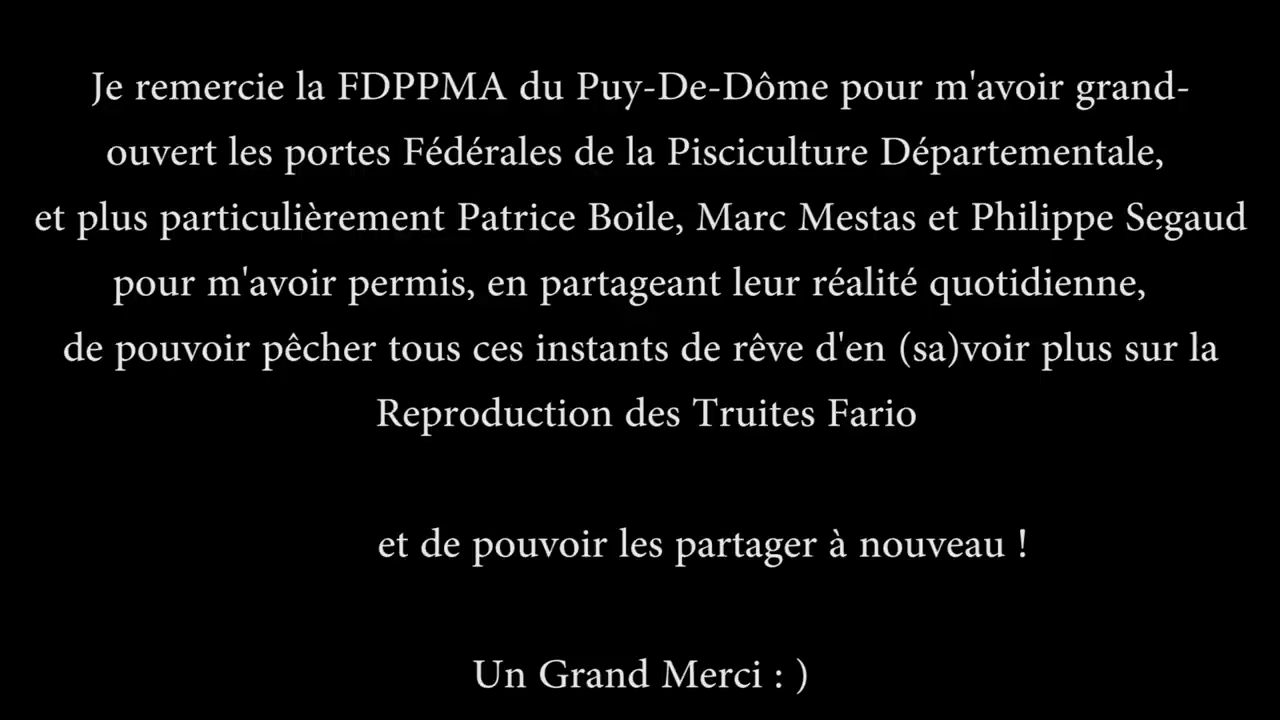 Je remercie la FDPPMA du Puy-De-Dôme pour m'avoir grand-
ouvert les portes Fédérales de la Pisciculture Départementale,
et plus particulièrement Patrice Boile, Marc Mestas et Philippe Segaud
pour m'avoir permis, en partageant leur réalité quotidienne,
de pouvoir pêcher tous ces instants de rêve d'en (sa)voir plus sur la
Reproduction des Truites Fario
et de pouvoir les partager à nouveau !
Un Grand Merci : )